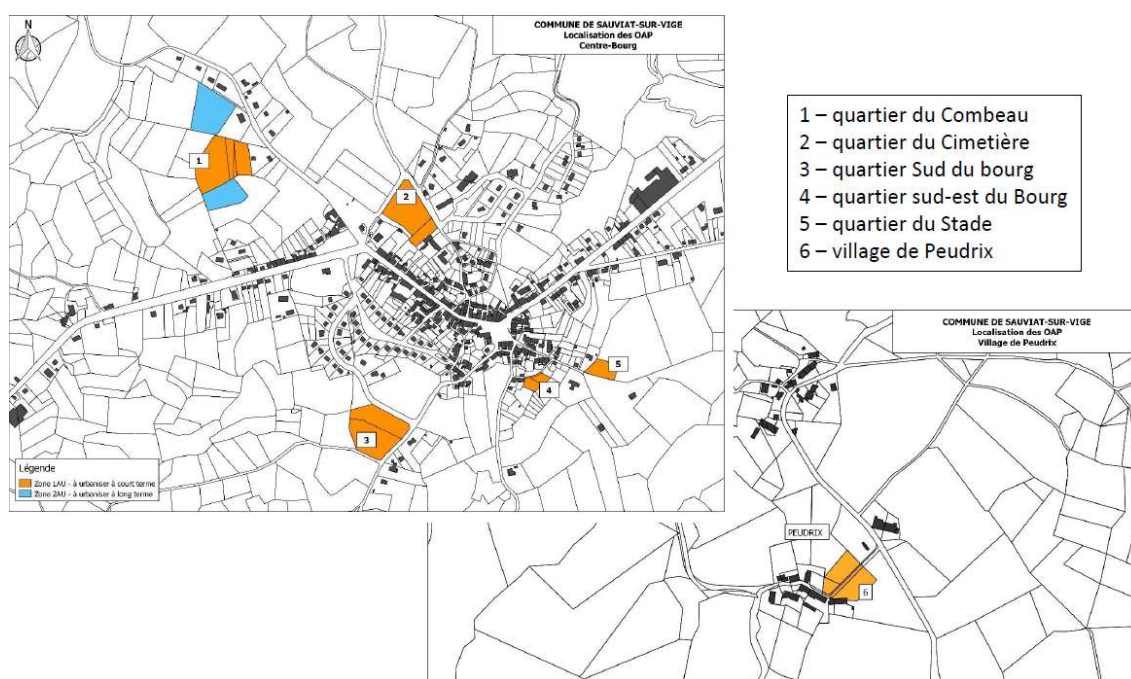 N
COMMUNE DE SAUVIAT-SUR-VIGE
Localisation des OAP
Centre-Bourg
1
2
3
4
5
Légende
Zone 1AU - à urbaniser à court terme
Zone 2AU - à urbaniser à long terme
1 – quartier du Combeau
2 – quartier du Cimetière
3 – quartier Sud du bourg
4 – quartier sud-est du Bourg
5 – quartier du Stade
6 – village de Peudrix
COMMUNE DE SAUVIAT-SUR-VIGE
Localisation des OAP
Village de Peudrix
PEUDRIX
6